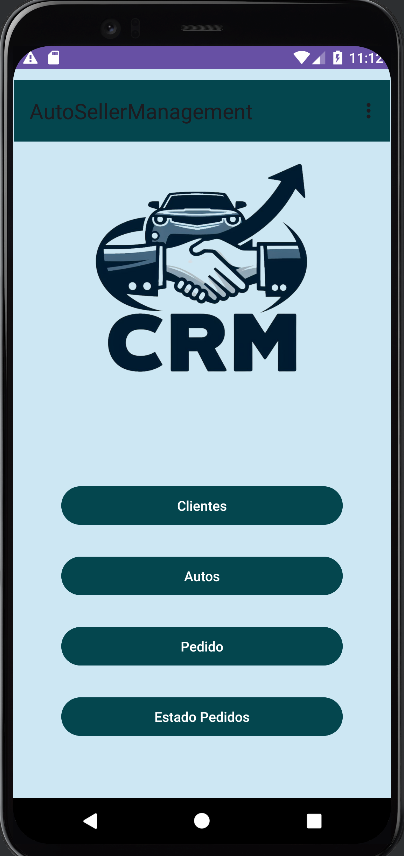 11:12
AutoSellerManagement
CRM
Clientes
Autos
Pedido
Estado Pedidos